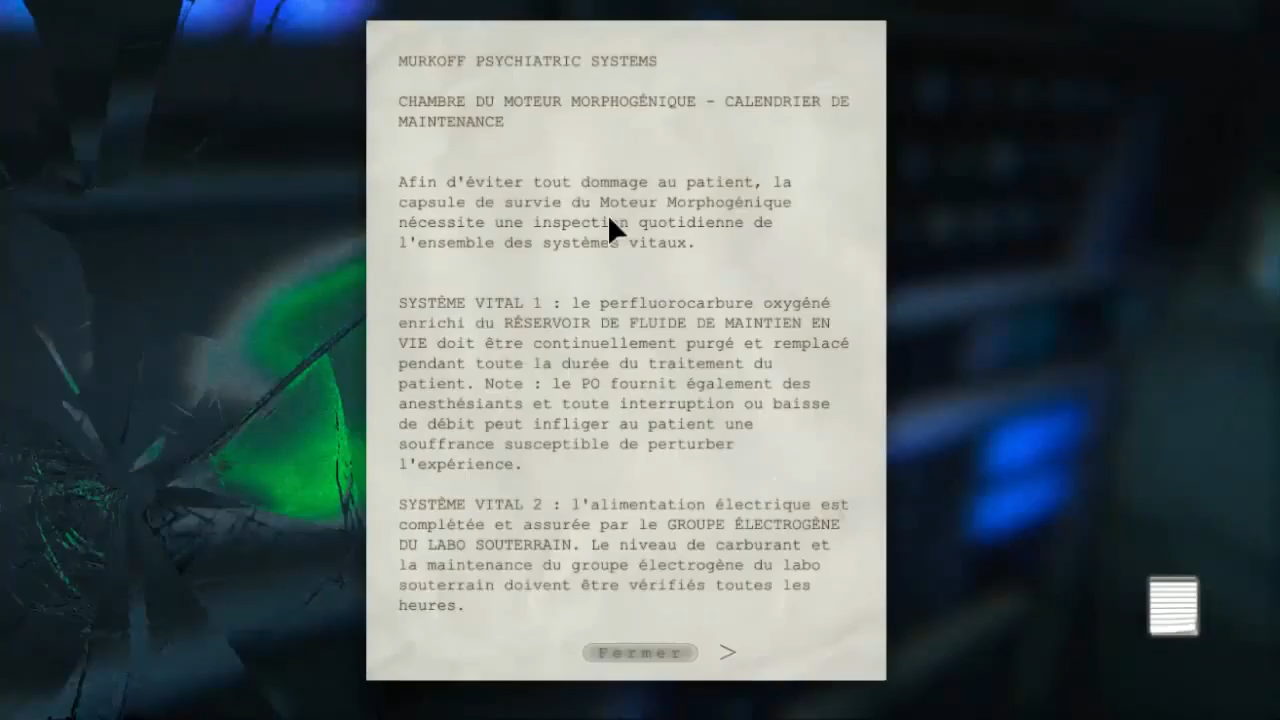 MURKOFF PSYCHIATRIC SYSTEMS
CHAMBRE DU MOTEUR MORPHOGÉNIQUE - CALENDRIER DE
MAINTENANCE
Afin d'éviter tout dommage au patient, la
capsule de survie du Moteur Morphogénique
nécessite une inspection quotidienne de
l'ensemble des systèmes vitaux.
SYSTÈME VITAL 1 : le perfluorocarbure oxygéné
enrichi du RÉSERVOIR DE FLUIDE DE MAINTIEN EN
VIE doit être continuellement purgé et remplacé
pendant toute la durée du traitement du
patient. Note : le PO fournit également des
anesthésiants et toute interruption ou baisse
de débit peut infliger au patient une
souffrance susceptible de perturber
l'expérience.
SYSTÈME VITAL 2 : l'alimentation électrique est
complétée et assurée par le GROUPE ÉLECTROGÈNE
DU LABO SOUTERRAIN. Le niveau de carburant et
la maintenance du groupe électrogène du labo
souterrain doivent être vérifiés toutes les
heures.
Fermer >